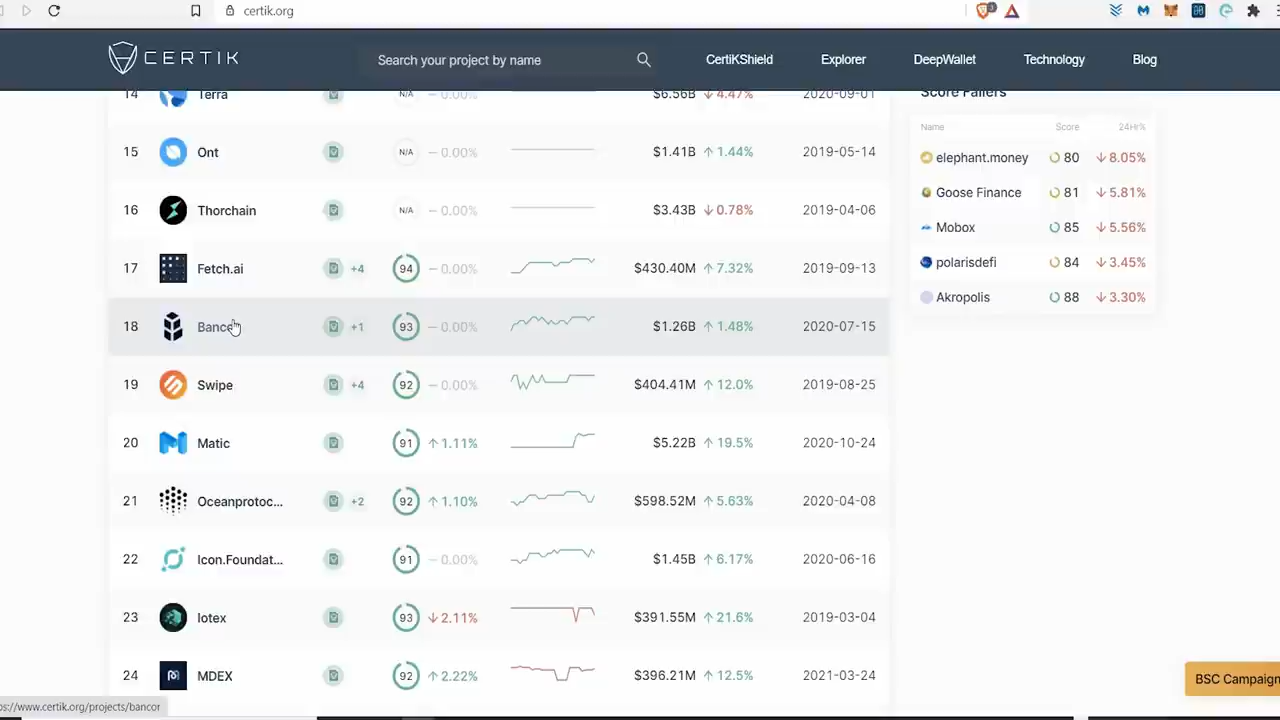 certik.org
CERTIK Search your project by name CertiKShield Explorer DeepWallet Technology Blog
14 Terra N/A 0.00% $6.56B 4.47% 2020-09-01
15 Ont N/A 0.00% $1.41B 1.44% 2019-05-14
16 Thorchain N/A 0.00% $3.43B 0.78% 2019-04-06
17 Fetch.ai +4 94 0.00% $430.40M 7.32% 2019-09-13
18 Banco +1 93 0.00% $1.26B 1.48% 2020-07-15
19 Swipe +4 92 0.00% $404.41M 12.0% 2019-08-25
20 Matic 91 1.11% $5.22B 19.5% 2020-10-24
21 Oceanprotoc... +2 92 1.10% $598.52M 5.63% 2020-04-08
22 Icon.Foundat... 91 0.00% $1.45B 6.17% 2020-06-16
23 Iotex 93 2.11% $391.55M 21.6% 2019-03-04
24 MDEX 92 2.22% $396.21M 12.5% 2021-03-24
Score Fallers
Name Score 24Hr%
elephant.money 80 8.05%
Goose Finance 81 5.81%
Mobox 85 5.56%
polarisdefi 84 3.45%
Akropolis 88 3.30%
BSC Campaign
ps://www.certik.org/projects/bancor